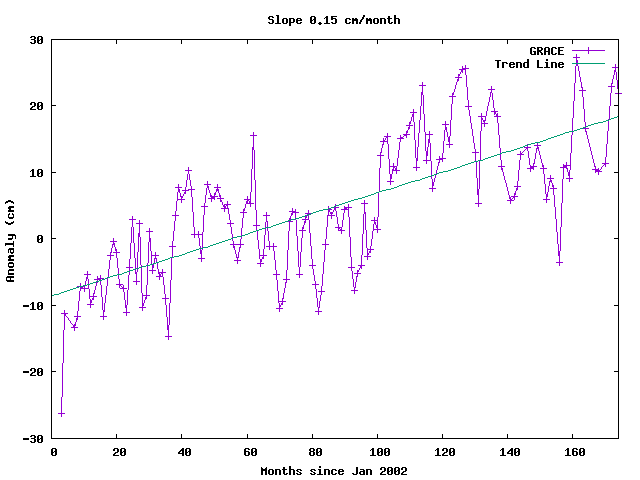 Slope 0.15 cm/month
GRACE
Trend Line
30
20
10
0
-10
-20
-30
Anomaly (cm)
0 20 40 60 80 100 120 140 160
Months since Jan 2002